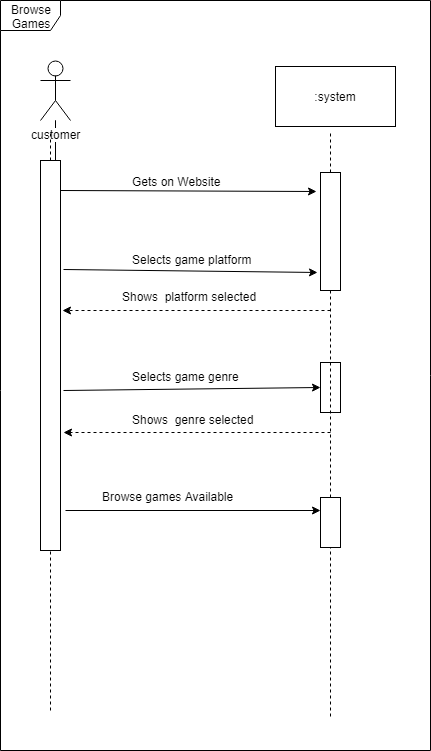 Browse
Games
:system
customer
Gets on Website
Selects game platform
Shows  platform selected
Selects game genre
Shows  genre selected
Browse games Available